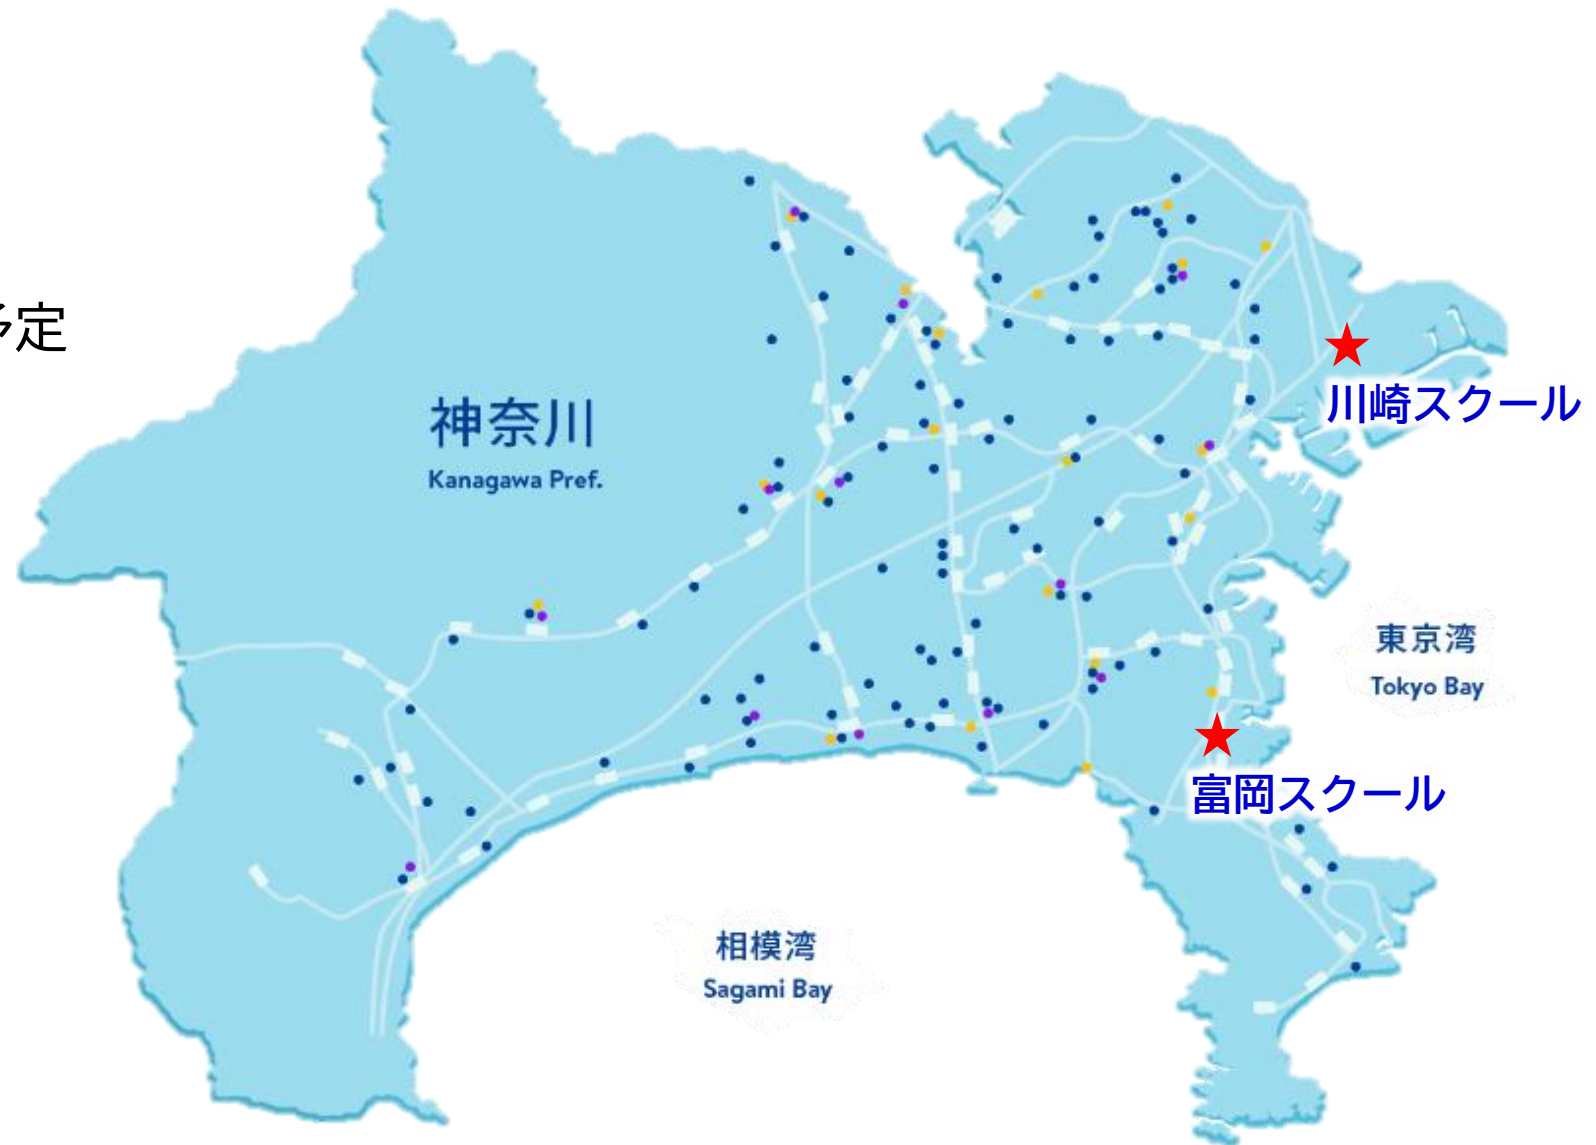 予定
神奈川
Kanagawa Pref.
川崎スクール
東京湾
Tokyo Bay
富岡スクール
相模湾
Sagami Bay